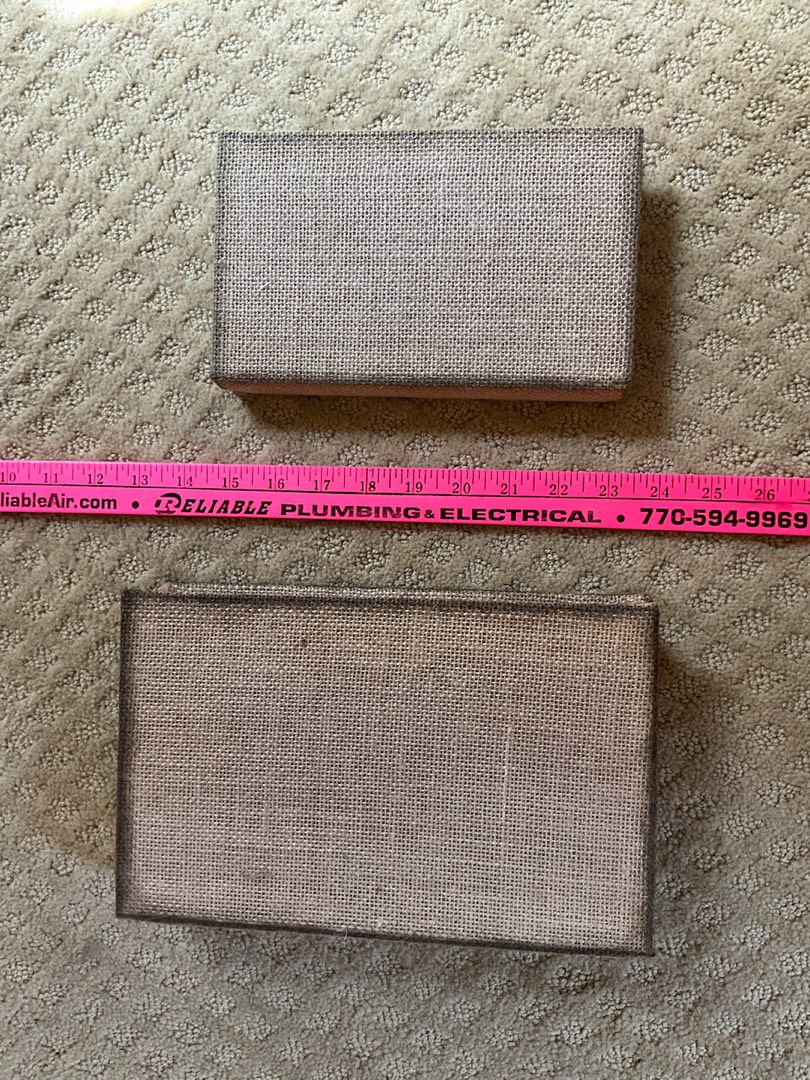 10 11 12 13 14 15 16 17 18 19 20 21 22 23 24 25 26
liableAir.com • RELIABLE PLUMBING & ELECTRICAL • 770-594-9969